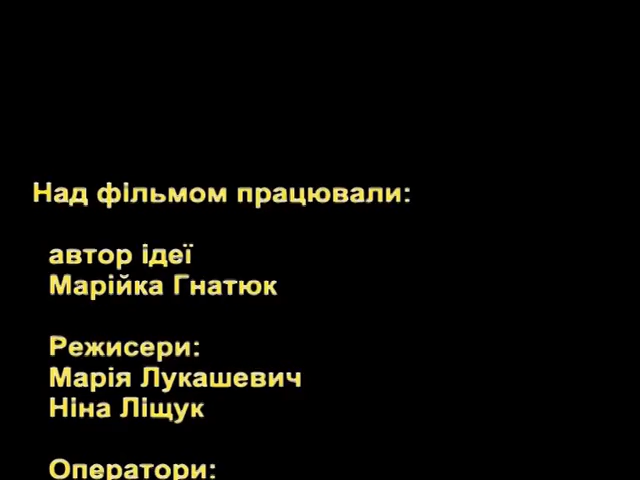 Над фільмом працювали:
автор ідеї
Марійка Гнатюк
Режисери:
Марія Лукашевич
Ніна Ліщук
Оператори: